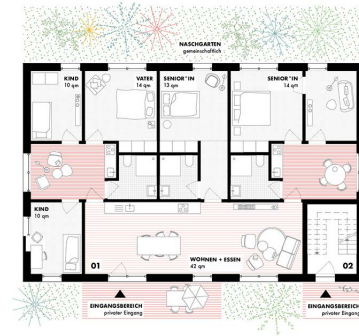 NASCHGARTEN
gemeinschaftlich
KIND
10 qm
VATER
14 qm
SENIOR*IN
13 qm
SENIOR*IN
14 qm
KIND
10 qm
01
WOHNEN + ESSEN
42 qm
02
EINGANGSBEREICH
privater Eingang
EINGANGSBEREICH
privater Eingang